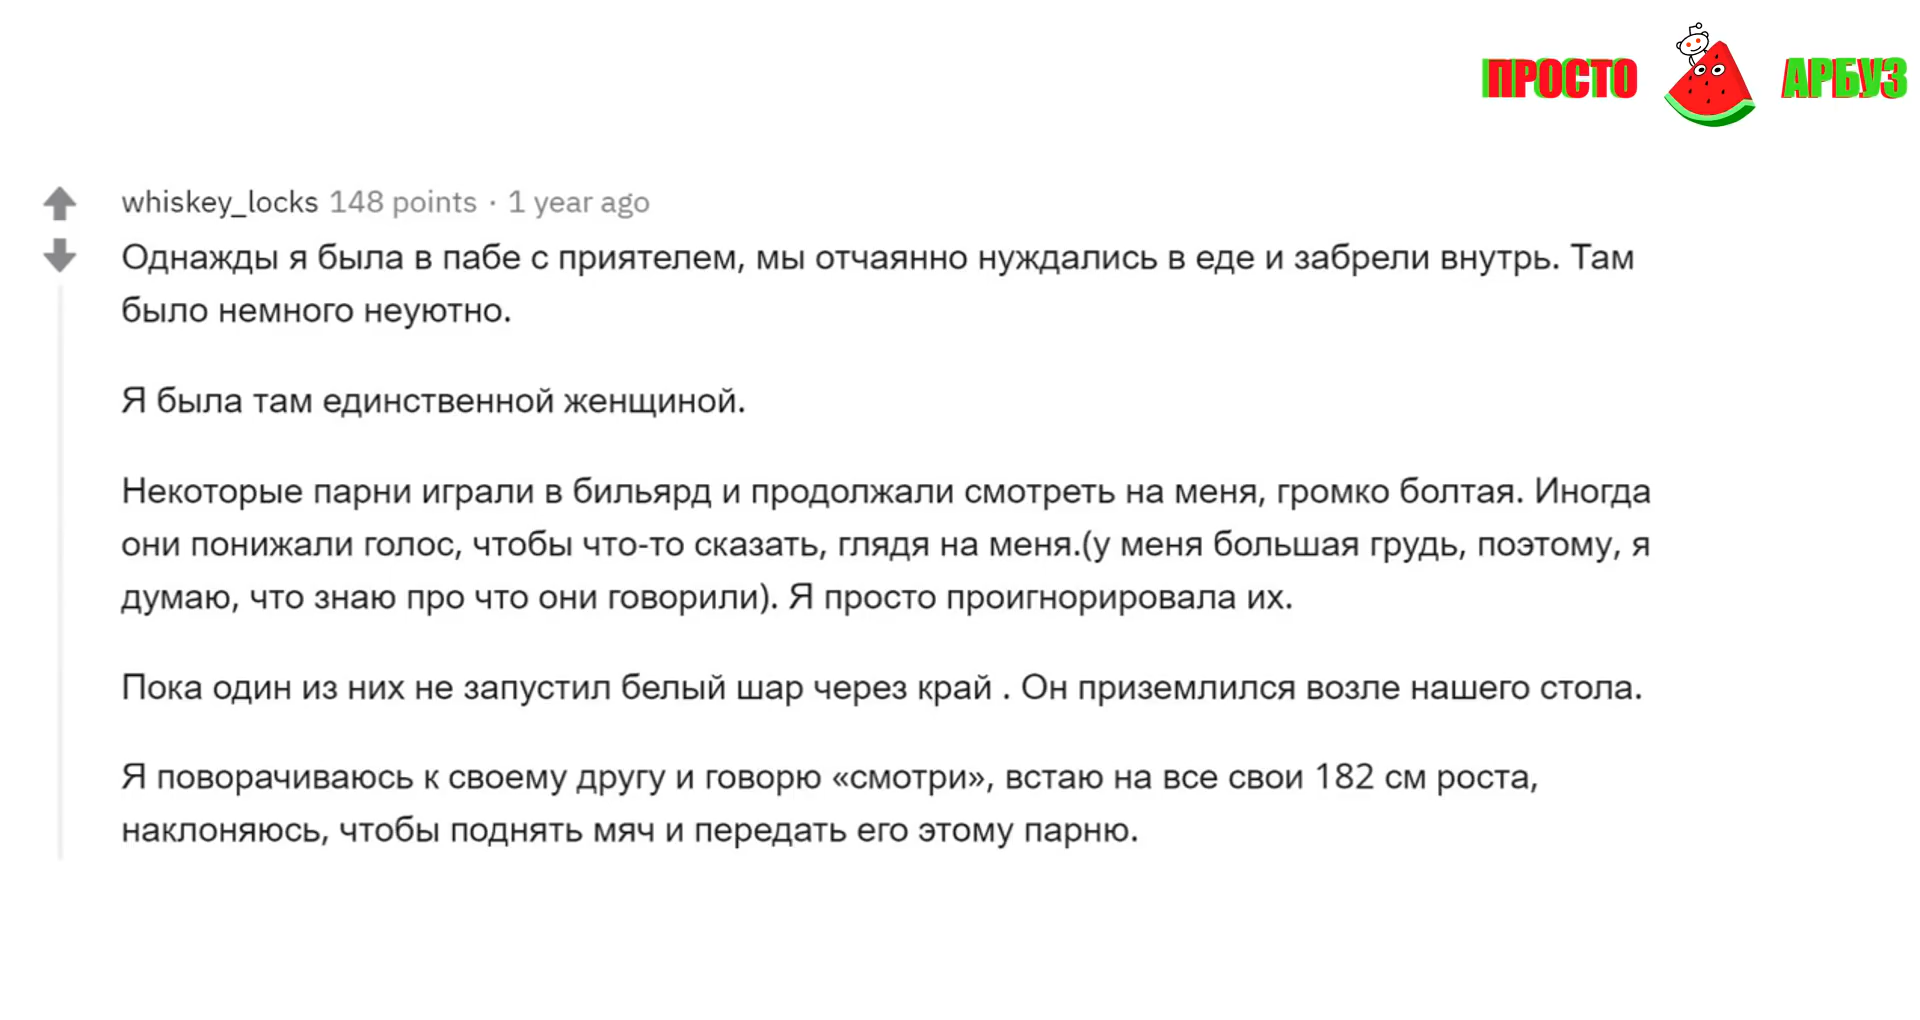 ПРОСТО АРБУЗ
whiskey_locks 148 points · 1 year ago
Однажды я была в пабе с приятелем, мы отчаянно нуждались в еде и забрели внутрь. Там
было немного неуютно.
Я была там единственной женщиной.
Некоторые парни играли в бильярд и продолжали смотреть на меня, громко болтая. Иногда
они понижали голос, чтобы что-то сказать, глядя на меня.(у меня большая грудь, поэтому, я
думаю, что знаю про что они говорили). Я просто проигнорировала их.
Пока один из них не запустил белый шар через край . Он приземлился возле нашего стола.
Я поворачиваюсь к своему другу и говорю «смотри», встаю на все свои 182 см роста,
наклоняюсь, чтобы поднять мяч и передать его этому парню.